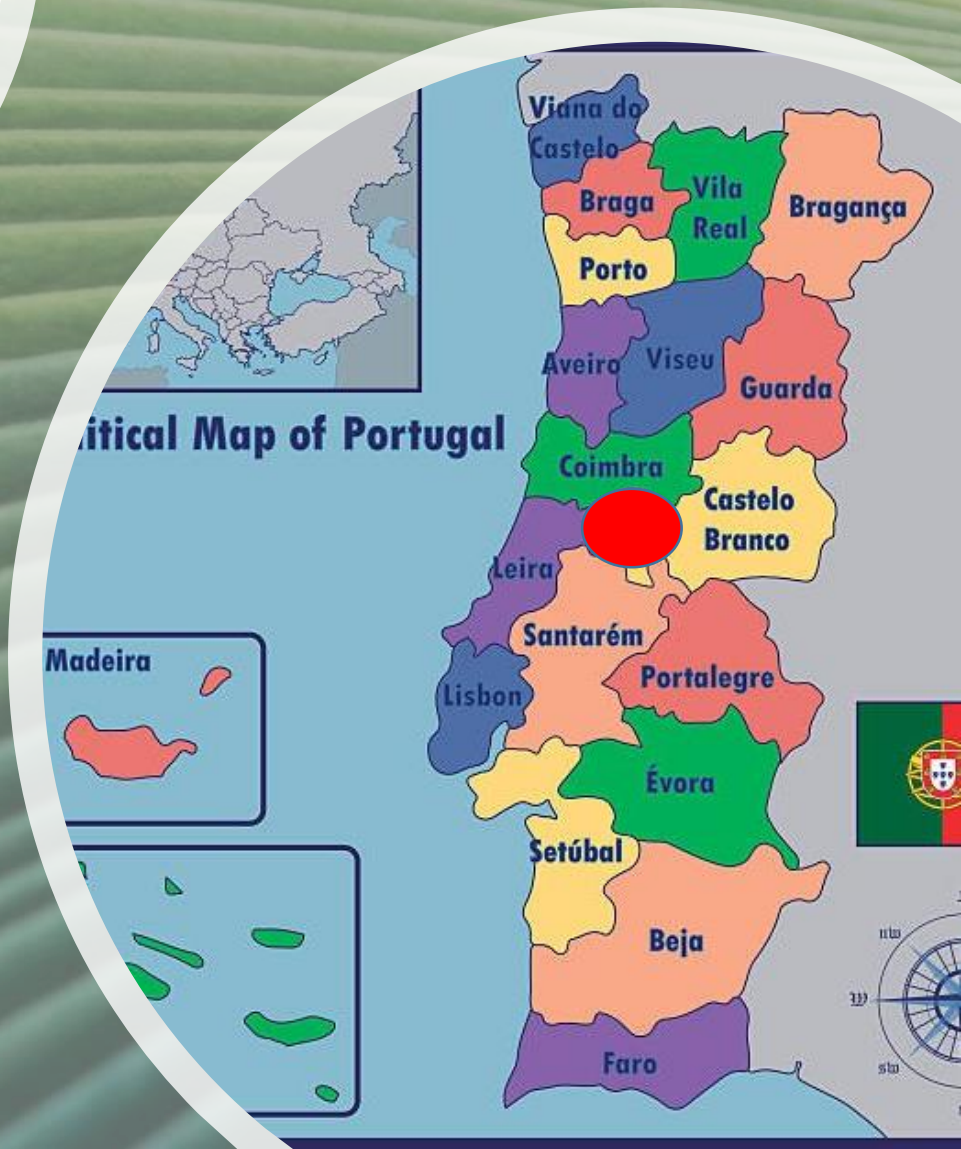 Viana do
Castelo
Braga
Vila
Real
Bragança
Porto
Aveiro
Viseu
Guarda
itical Map of Portugal
Coimbra
Castelo
Branco
Leira
Santarém
Madeira
Portalegre
Lisbon
Évora
Setúbal
Beja
nw
w
sw
Faro